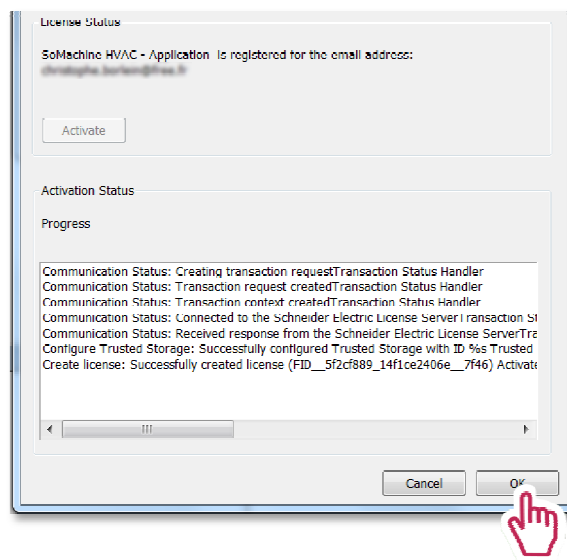 License Status
SoMachine HVAC - Application is registered for the email address:
Activate
Activation Status
Progress
Communication Status: Creating transaction requestTransaction Status Handler
Communication Status: Transaction request createdTransaction Status Handler
Communication Status: Transaction context createdTransaction Status Handler
Communication Status: Connected to the Schneider Electric License ServerTransaction St
Communication Status: Received response from the Schneider Electric License ServerTra
Configure Trusted Storage: Successfully configured Trusted Storage with ID %s Trusted
Create license: Successfully created license (FID__5f2cf889_14f1ce2406e__7f46) Activate
Cancel
OK